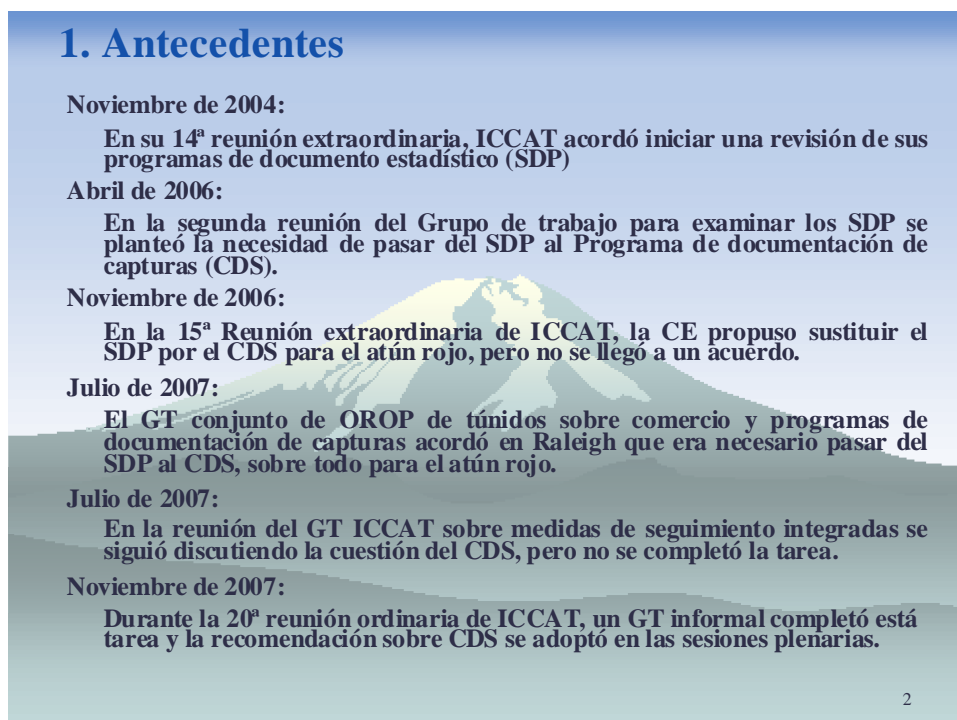 1. Antecedentes
Noviembre de 2004:
En su 14ª reunión extraordinaria, ICCAT acordó iniciar una revisión de sus
programas de documento estadístico (SDP)
Abril de 2006:
En la segunda reunión del Grupo de trabajo para examinar los SDP se
planteó la necesidad de pasar del SDP al Programa de documentación de
capturas (CDS).
Noviembre de 2006:
En la 15ª Reunión extraordinaria de ICCAT, la CE propuso sustituir el
SDP por el CDS para el atún rojo, pero no se llegó a un acuerdo.
Julio de 2007:
El GT conjunto de OROP de túnidos sobre comercio y programas de
documentación de capturas acordó en Raleigh que era necesario pasar del
SDP al CDS, sobre todo para el atún rojo.
Julio de 2007:
En la reunión del GT ICCAT sobre medidas de seguimiento integradas se
siguió discutiendo la cuestión del CDS, pero no se completó la tarea.
Noviembre de 2007:
Durante la 20ª reunión ordinaria de ICCAT, un GT informal completó está
tarea y la recomendación sobre CDS se adoptó en las sesiones plenarias.
2